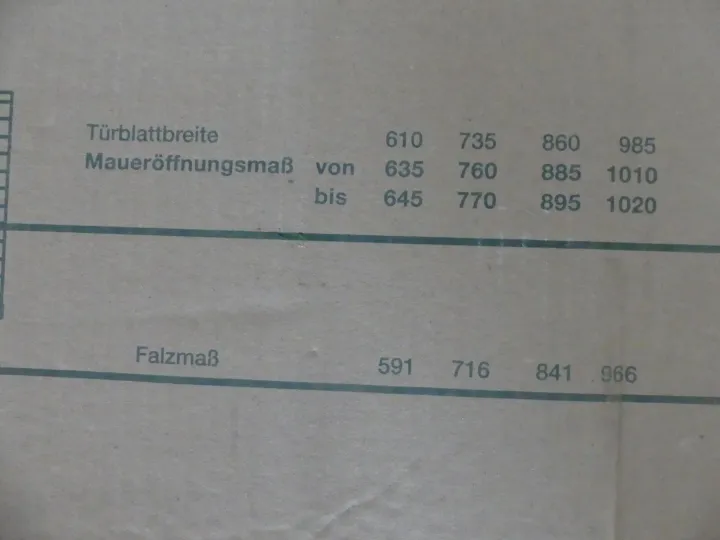 Türblattbreite 610 735 860 985
Maueröffnungsmaß von 635 760 885 1010
bis 645 770 895 1020
Falzmaß 591 716 841 966